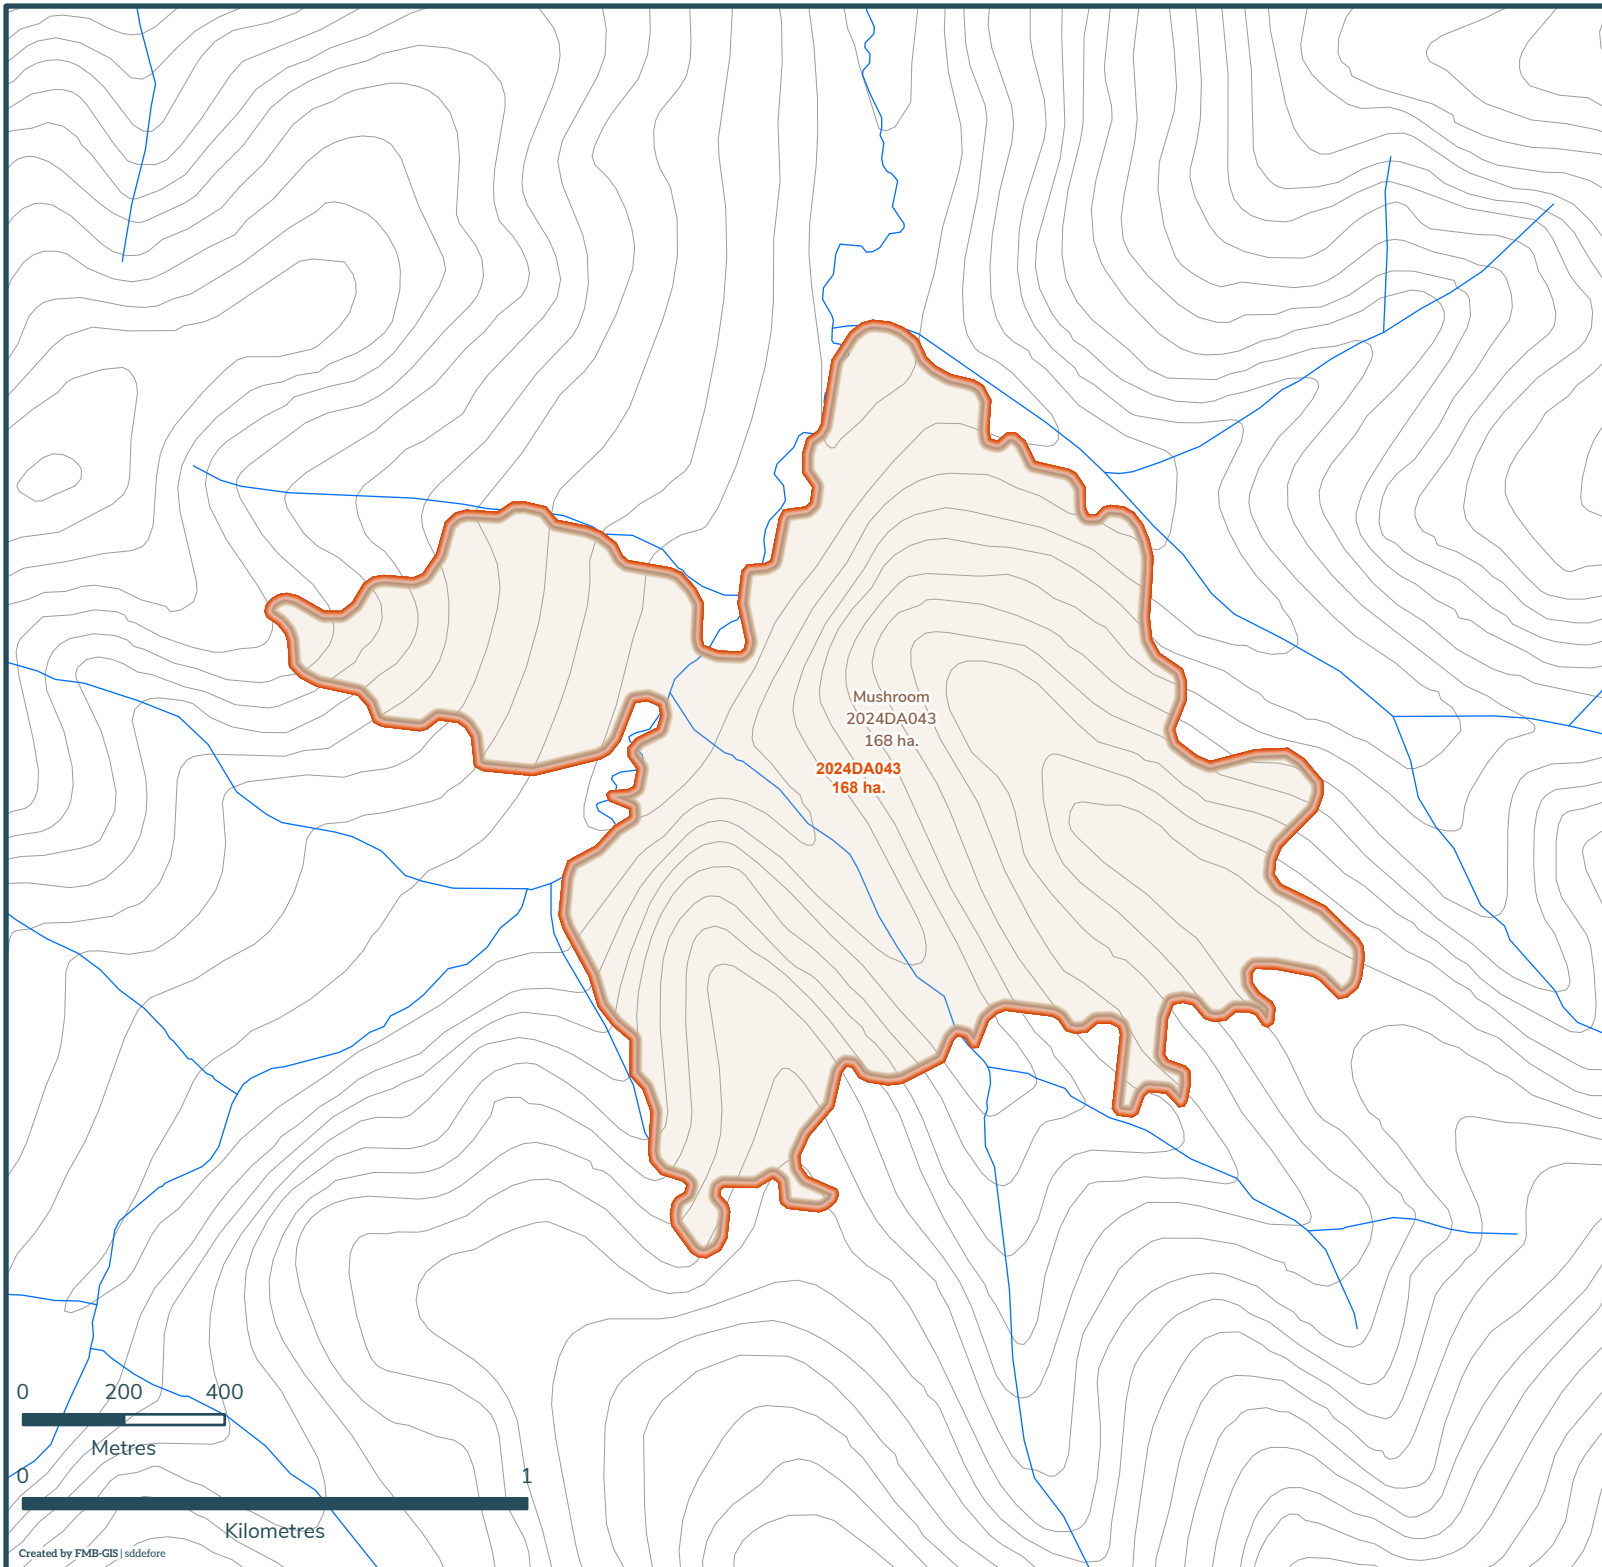 Mushroom
2024DA043
168 ha.
2024DA043
168 ha.
0 200 400
Metres
0 1
Kilometres
Created by FMB-GIS | sddefore